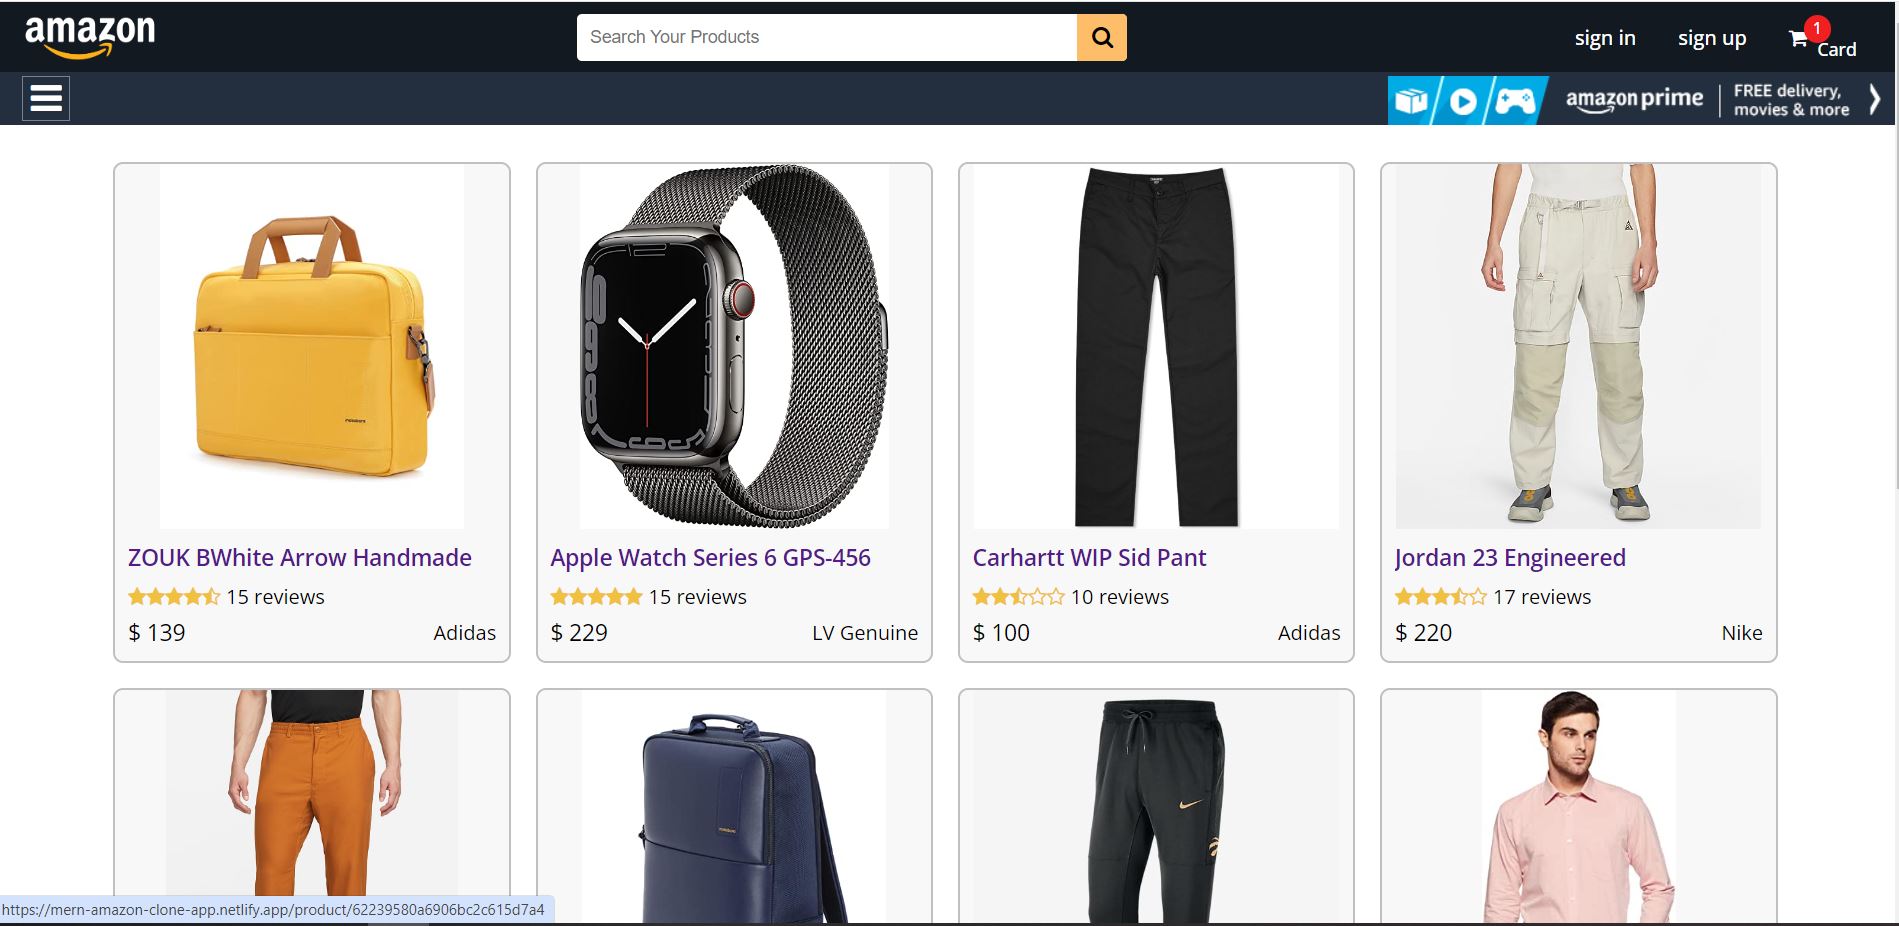 amazon
Search Your Products
sign in
sign up
1
Card
amazon prime
FREE delivery,
movies & more
ZOUK BWhite Arrow Handmade
15 reviews
$ 139
Adidas
Apple Watch Series 6 GPS-456
15 reviews
$ 229
LV Genuine
Carhartt WIP Sid Pant
10 reviews
$ 100
Adidas
Jordan 23 Engineered
17 reviews
$ 220
Nike
https://mern-amazon-clone-app.netlify.app/product/62239580a6906bc2c615d7a4